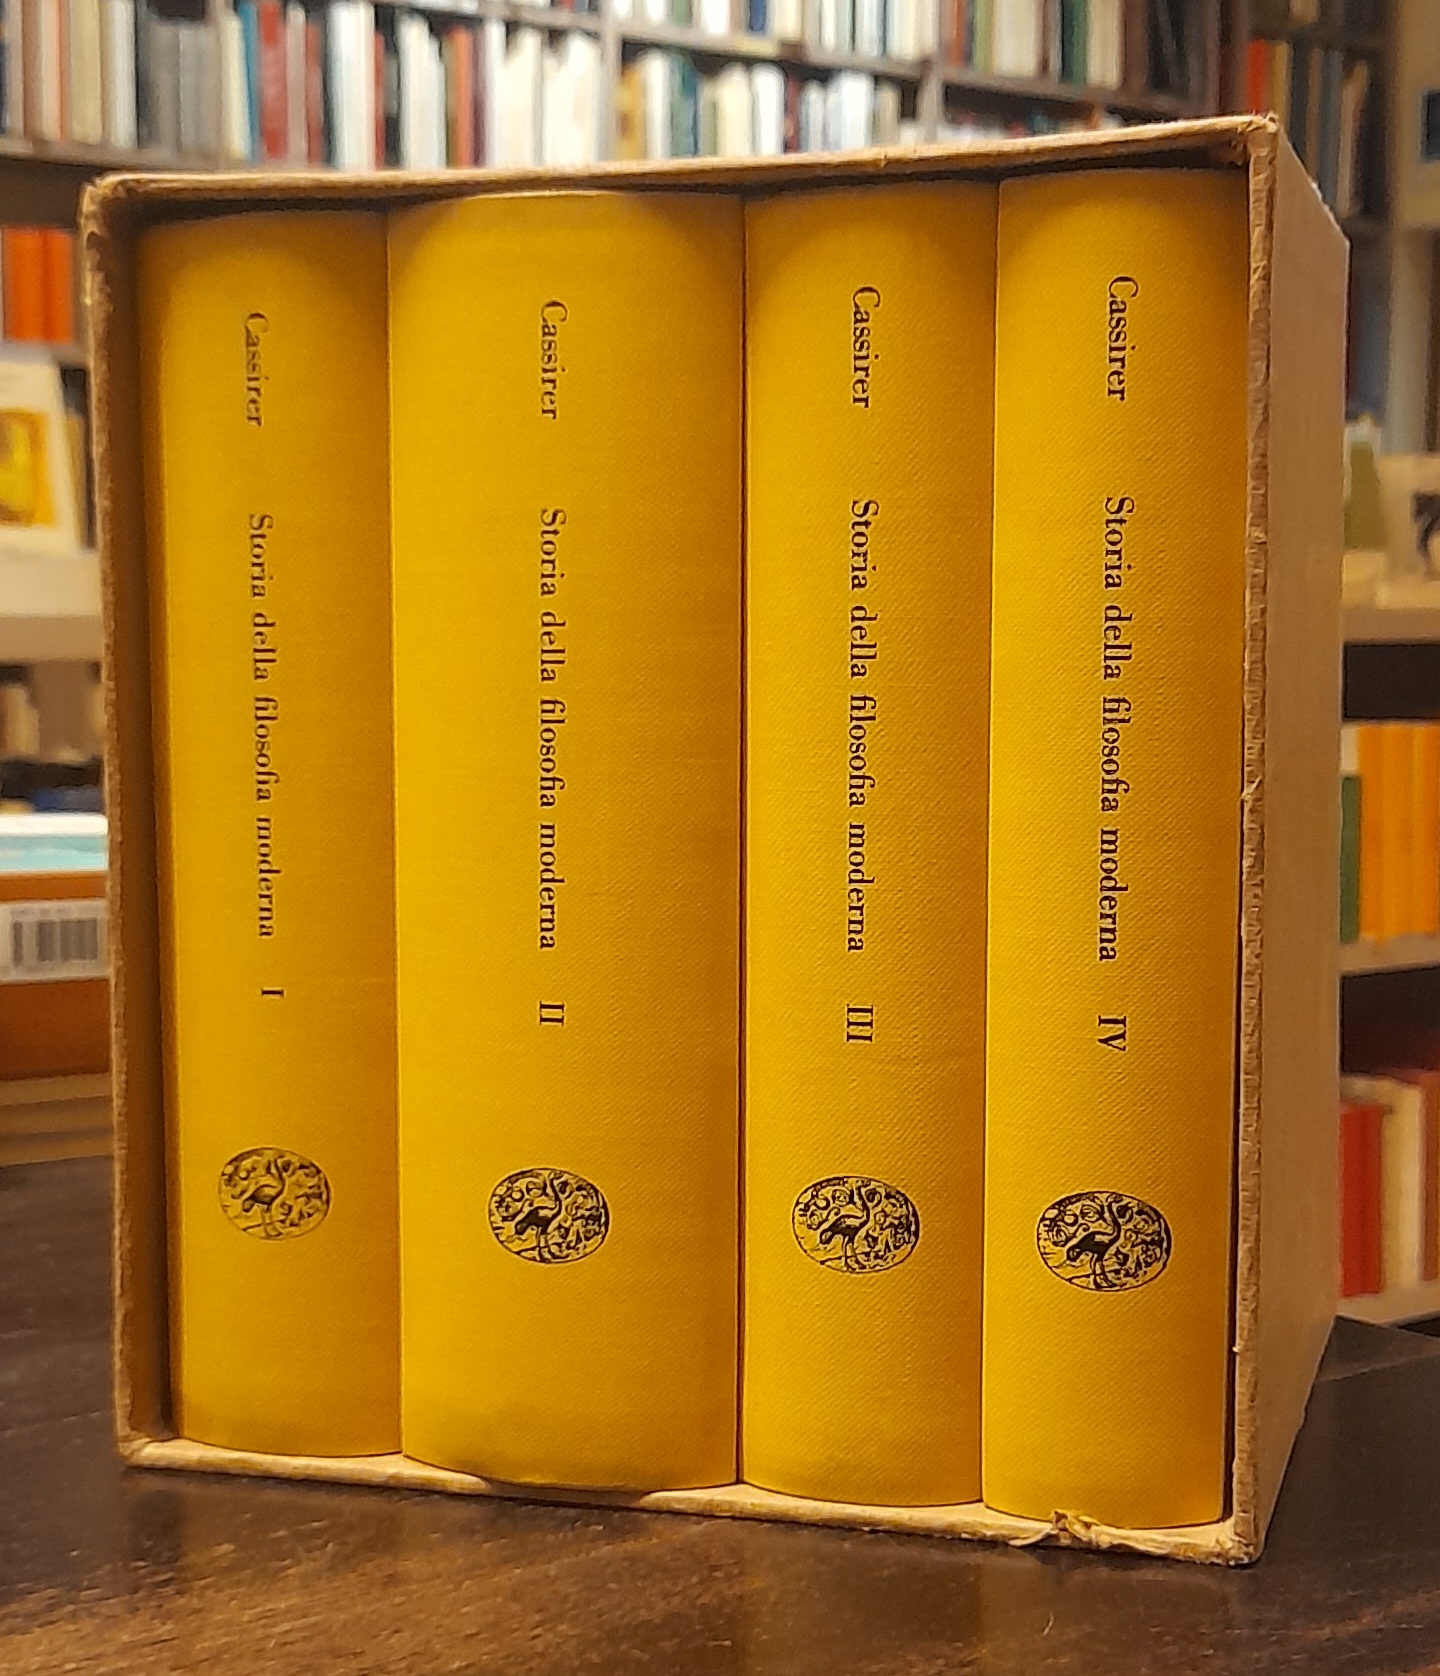 Cassirer Storia della filosofia moderna I
Cassirer Storia della filosofia moderna II
Cassirer Storia della filosofia moderna III
Cassirer Storia della filosofia moderna IV